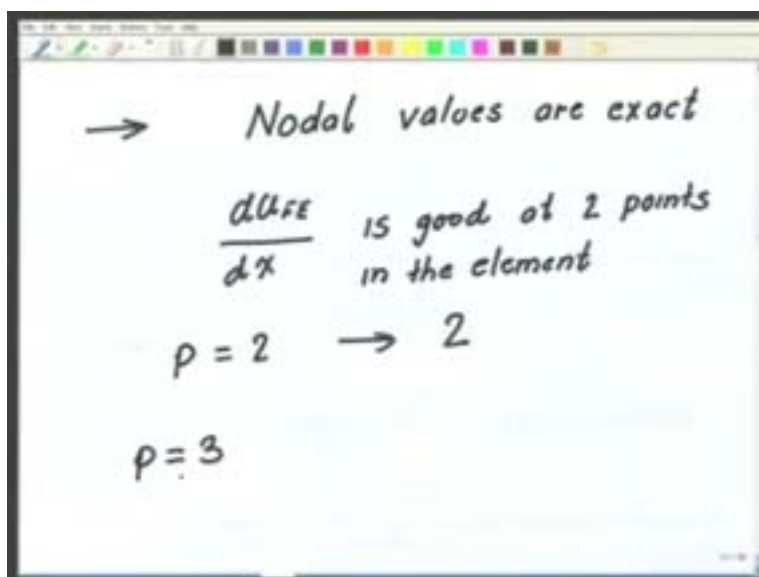 → Nodal values are exact
du_FE/dx is good at 2 points
in the element
p = 2 → 2
p = 3